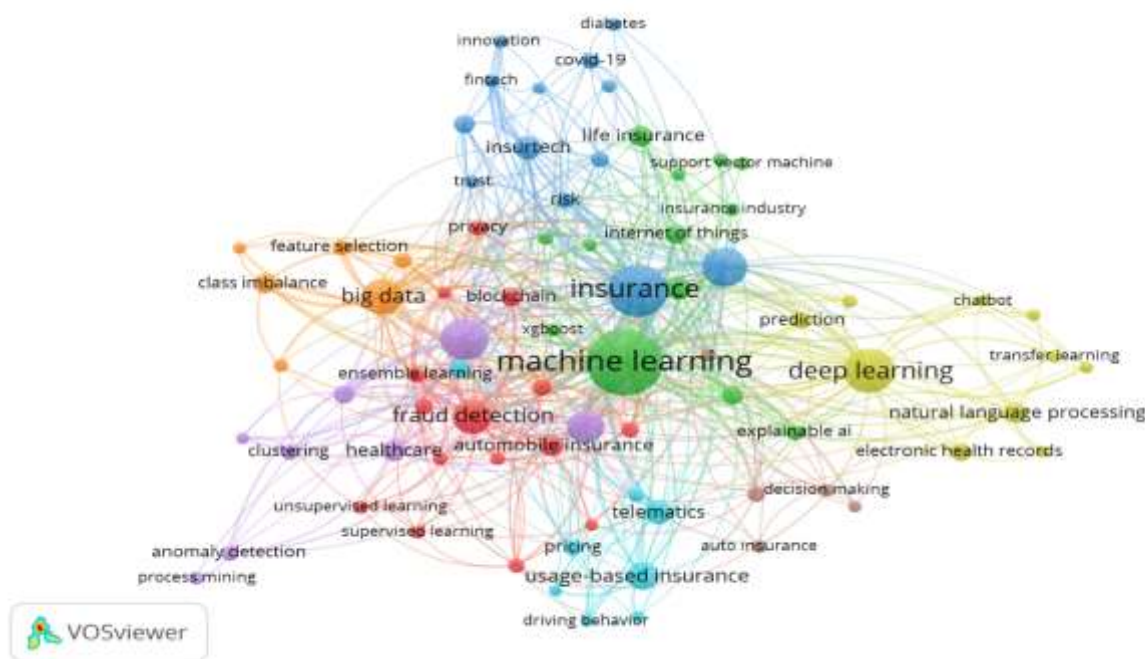 diabetes
innovation
covid-19
fintech
life insurance
insurtech
support vector machine
trust
risk
insurance industry
privacy
internet of things
feature selection
class imbalance
big data
blockchain
insurance
chatbot
prediction
xgboost
machine learning
transfer learning
ensemble learning
deep learning
fraud detection
natural language processing
explainable ai
automobile insurance
clustering
healthcare
electronic health records
decision making
unsupervised learning
telematics
supervised learning
anomaly detection
pricing
auto insurance
process mining
usage-based insurance
driving behavior
VOSviewer